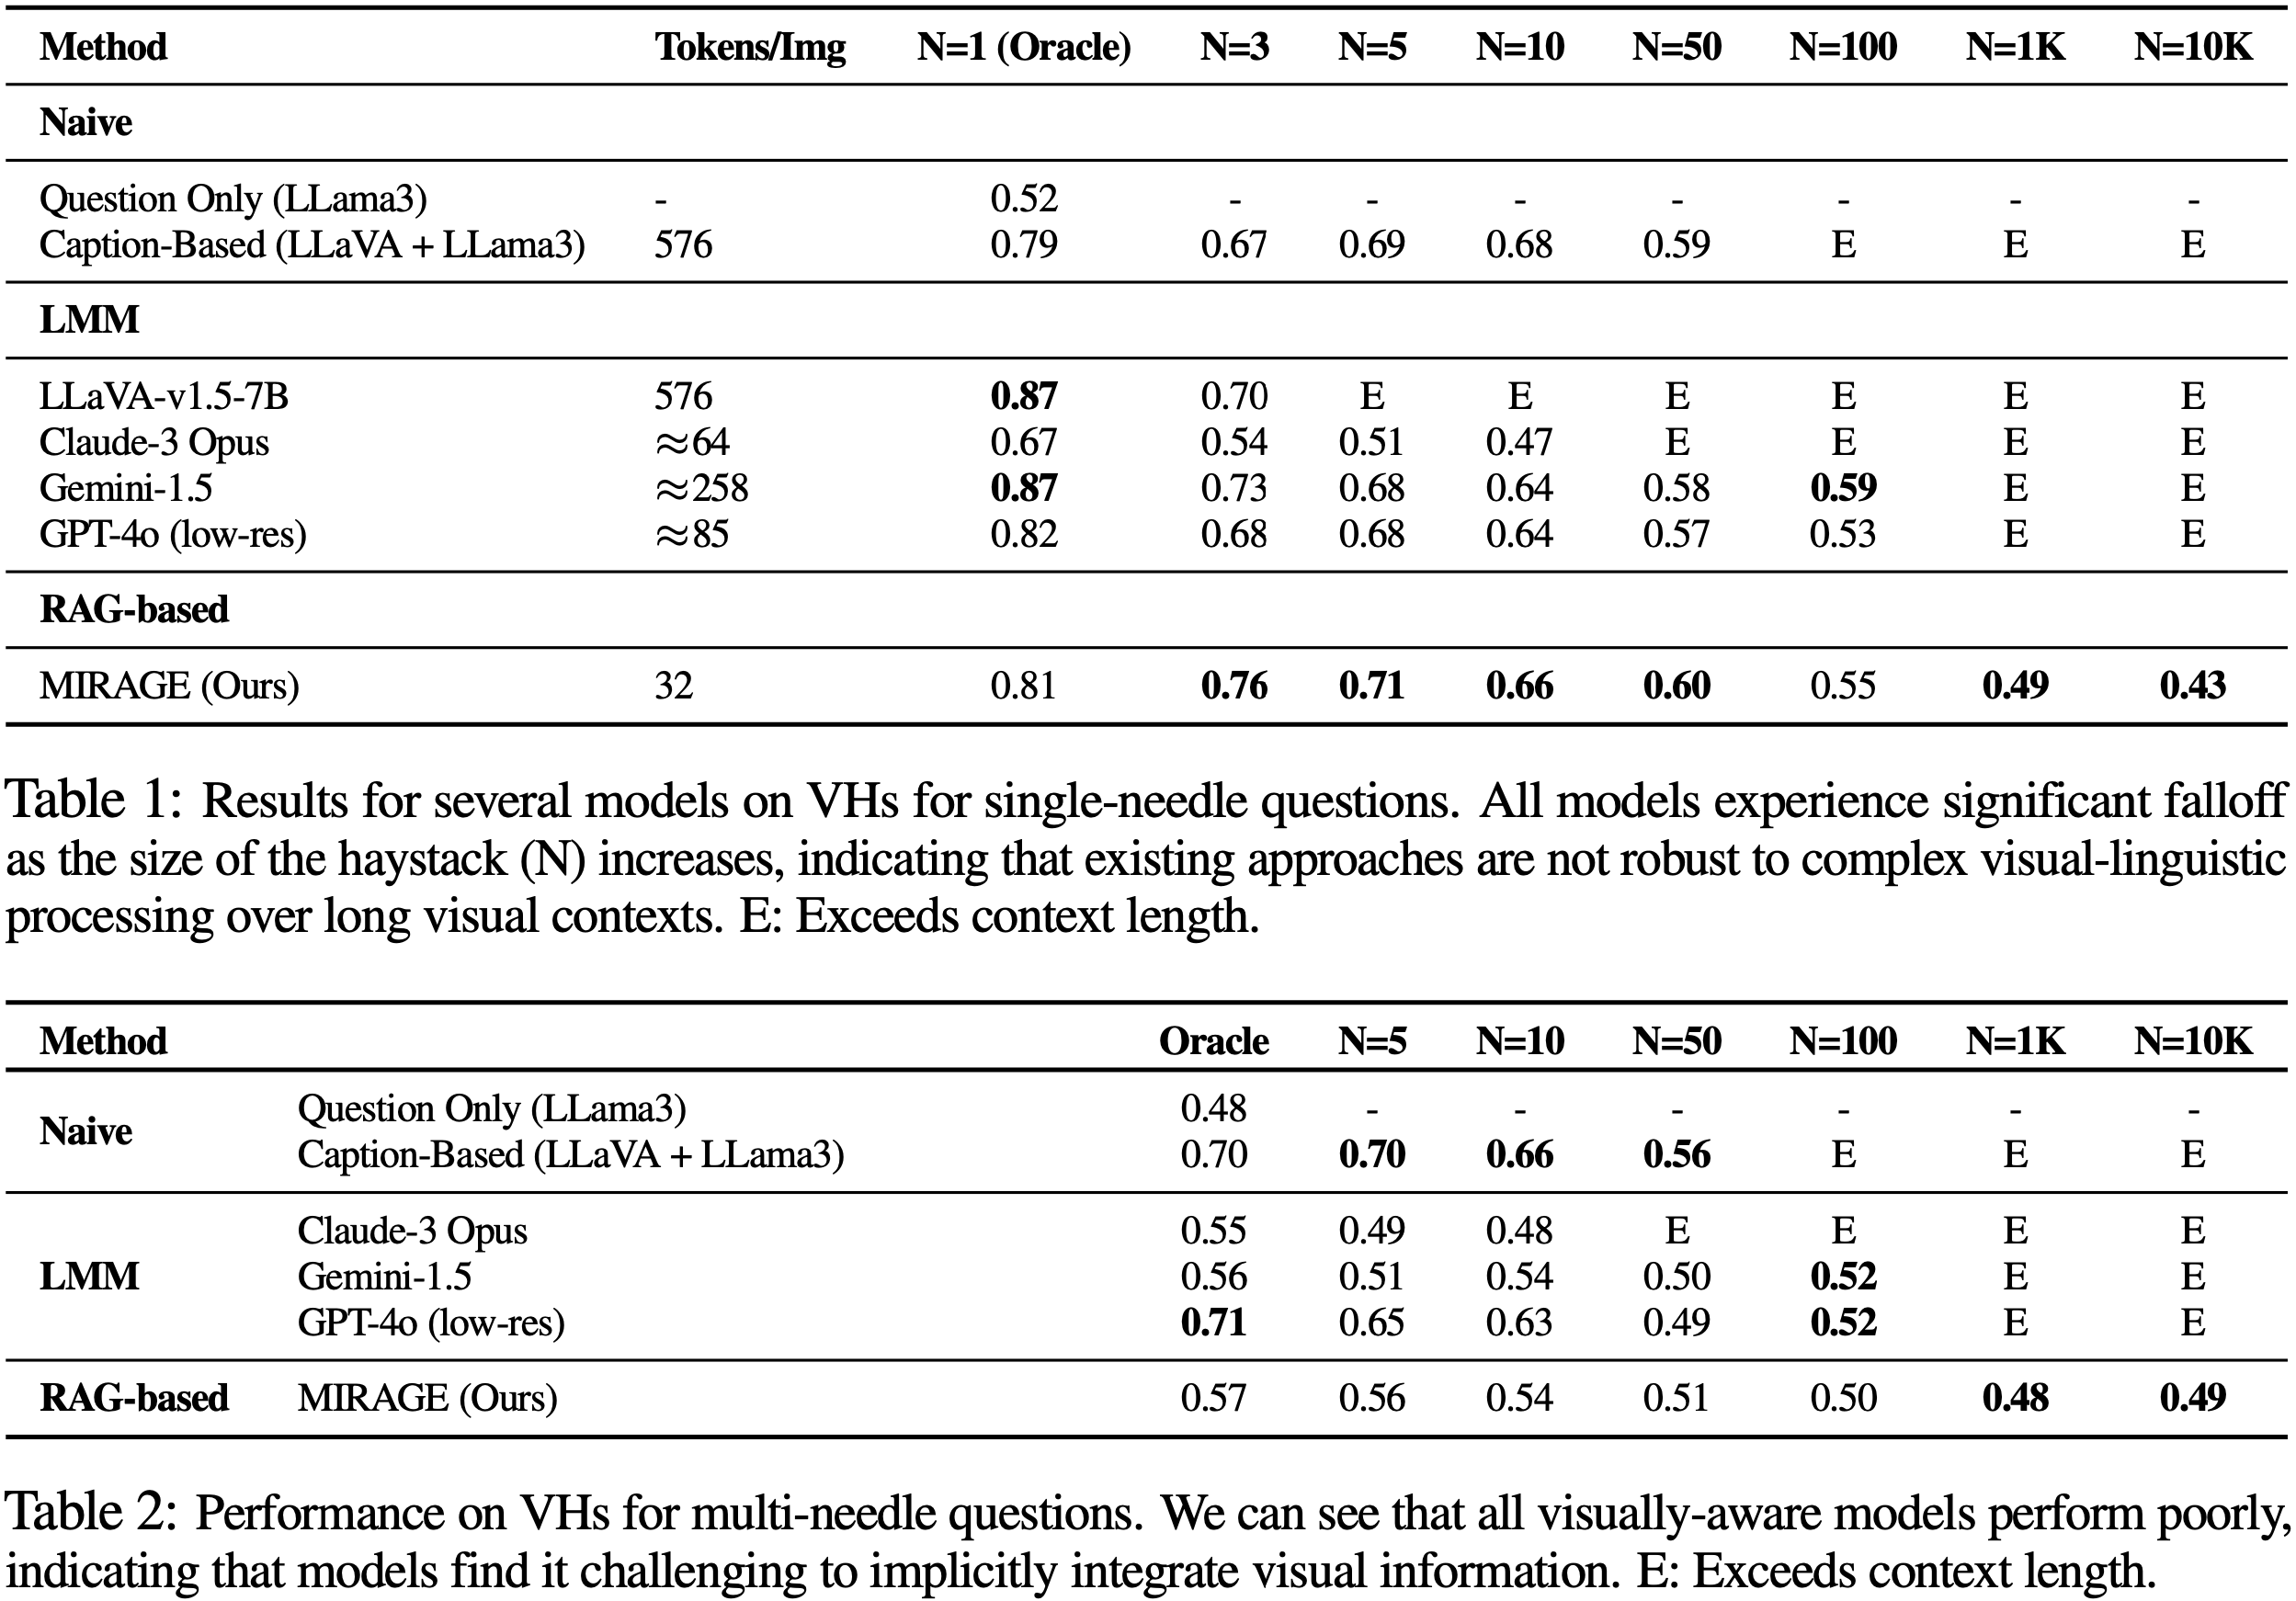 Method Tokens/Img N=1 (Oracle) N=3 N=5 N=10 N=50 N=100 N=1K N=10K
Naive
Question Only (LLama3) - 0.52 - - - - - - -
Caption-Based (LLaVA + LLama3) 576 0.79 0.67 0.69 0.68 0.59 E E E
LMM
LLaVA-v1.5-7B 576 0.87 0.70 E E E E E E
Claude-3 Opus ≈64 0.67 0.54 0.51 0.47 E E E E
Gemini-1.5 ≈258 0.87 0.73 0.68 0.64 0.58 0.59 E E
GPT-4o (low-res) ≈85 0.82 0.68 0.68 0.64 0.57 0.53 E E
RAG-based
MIRAGE (Ours) 32 0.81 0.76 0.71 0.66 0.60 0.55 0.49 0.43
Table 1: Results for several models on VHs for single-needle questions. All models experience significant falloff
as the size of the haystack (N) increases, indicating that existing approaches are not robust to complex visual-linguistic
processing over long visual contexts. E: Exceeds context length.
Method Oracle N=5 N=10 N=50 N=100 N=1K N=10K
Naive
Question Only (LLama3) 0.48 - - - - - -
Caption-Based (LLaVA + LLama3) 0.70 0.70 0.66 0.56 E E E
LMM
Claude-3 Opus 0.55 0.49 0.48 E E E E
Gemini-1.5 0.56 0.51 0.54 0.50 0.52 E E
GPT-4o (low-res) 0.71 0.65 0.63 0.49 0.52 E E
RAG-based MIRAGE (Ours) 0.57 0.56 0.54 0.51 0.50 0.48 0.49
Table 2: Performance on VHs for multi-needle questions. We can see that all visually-aware models perform poorly,
indicating that models find it challenging to implicitly integrate visual information. E: Exceeds context length.